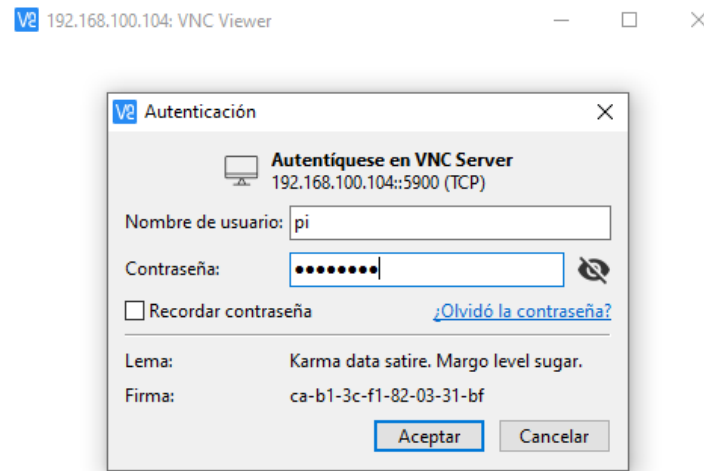 192.168.100.104: VNC Viewer
Autenticación
Autentíquese en VNC Server
192.168.100.104::5900 (TCP)
Nombre de usuario: pi
Contraseña: ●●●●●●●●
Recordar contraseña ¿Olvidó la contraseña?
Lema: Karma data satire. Margo level sugar.
Firma: ca-b1-3c-f1-82-03-31-bf
Aceptar Cancelar